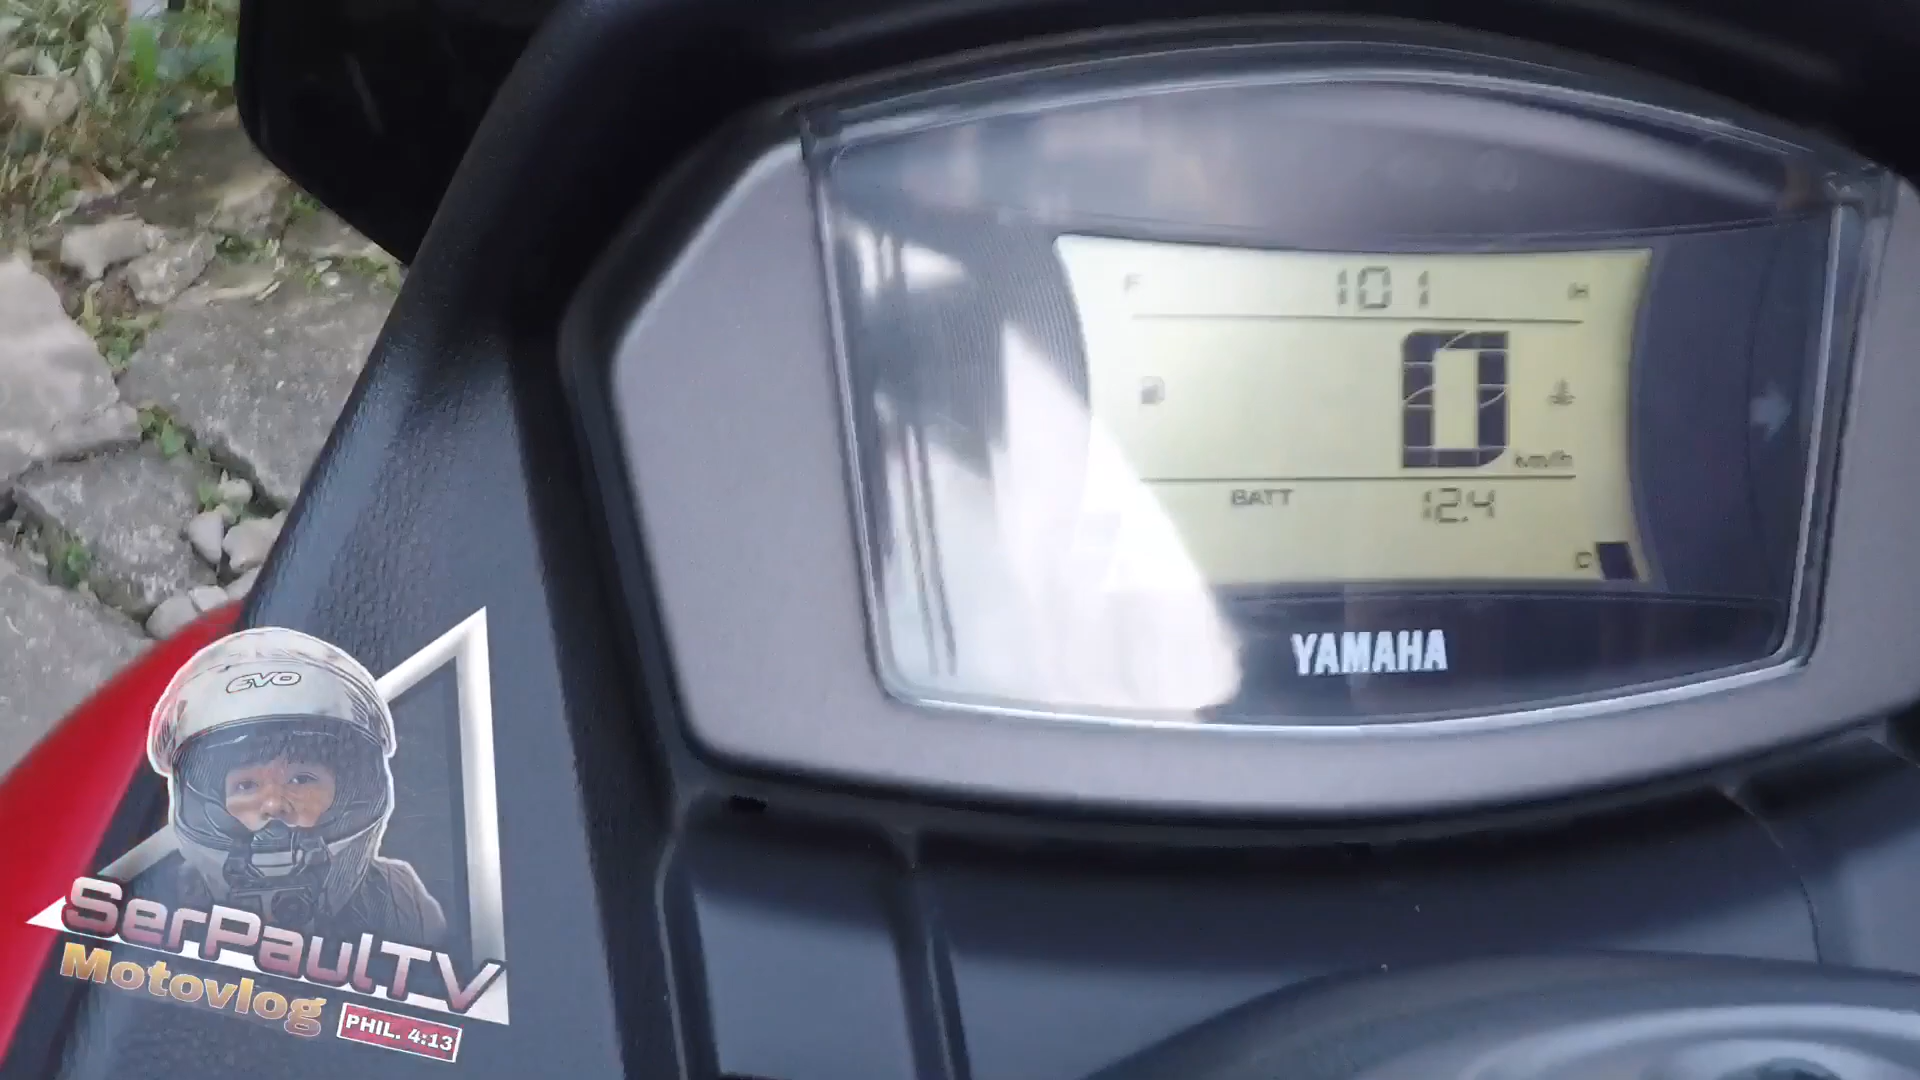 F 101 H
0 km/h
BATT 12.4
C
YAMAHA
EVO
SerPaulTV
Motovlog
PHIL. 4:13